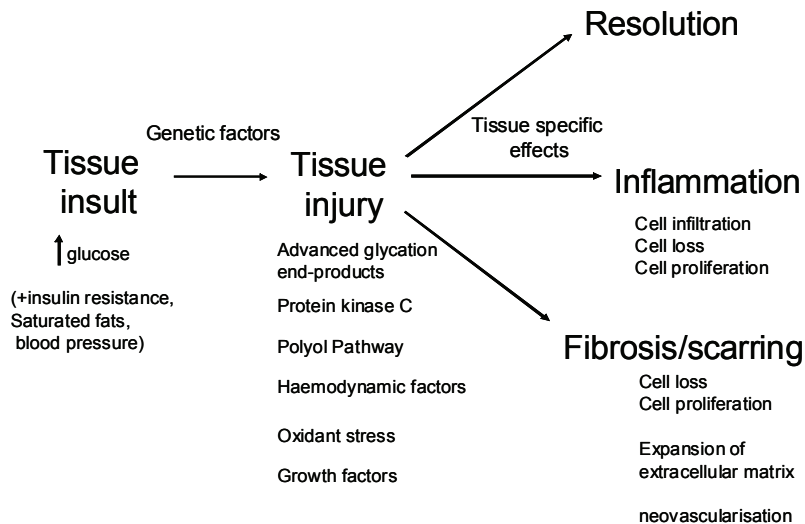 Resolution
Genetic factors
Tissue specific
effects
Tissue
insult
Tissue
injury
Inflammation
Cell infiltration
Cell loss
Cell proliferation
glucose
(+insulin resistance,
Saturated fats,
blood pressure)
Advanced glycation
end-products
Protein kinase C
Polyol Pathway
Haemodynamic factors
Oxidant stress
Growth factors
Fibrosis/scarring
Cell loss
Cell proliferation
Expansion of
extracellular matrix
neovascularisation